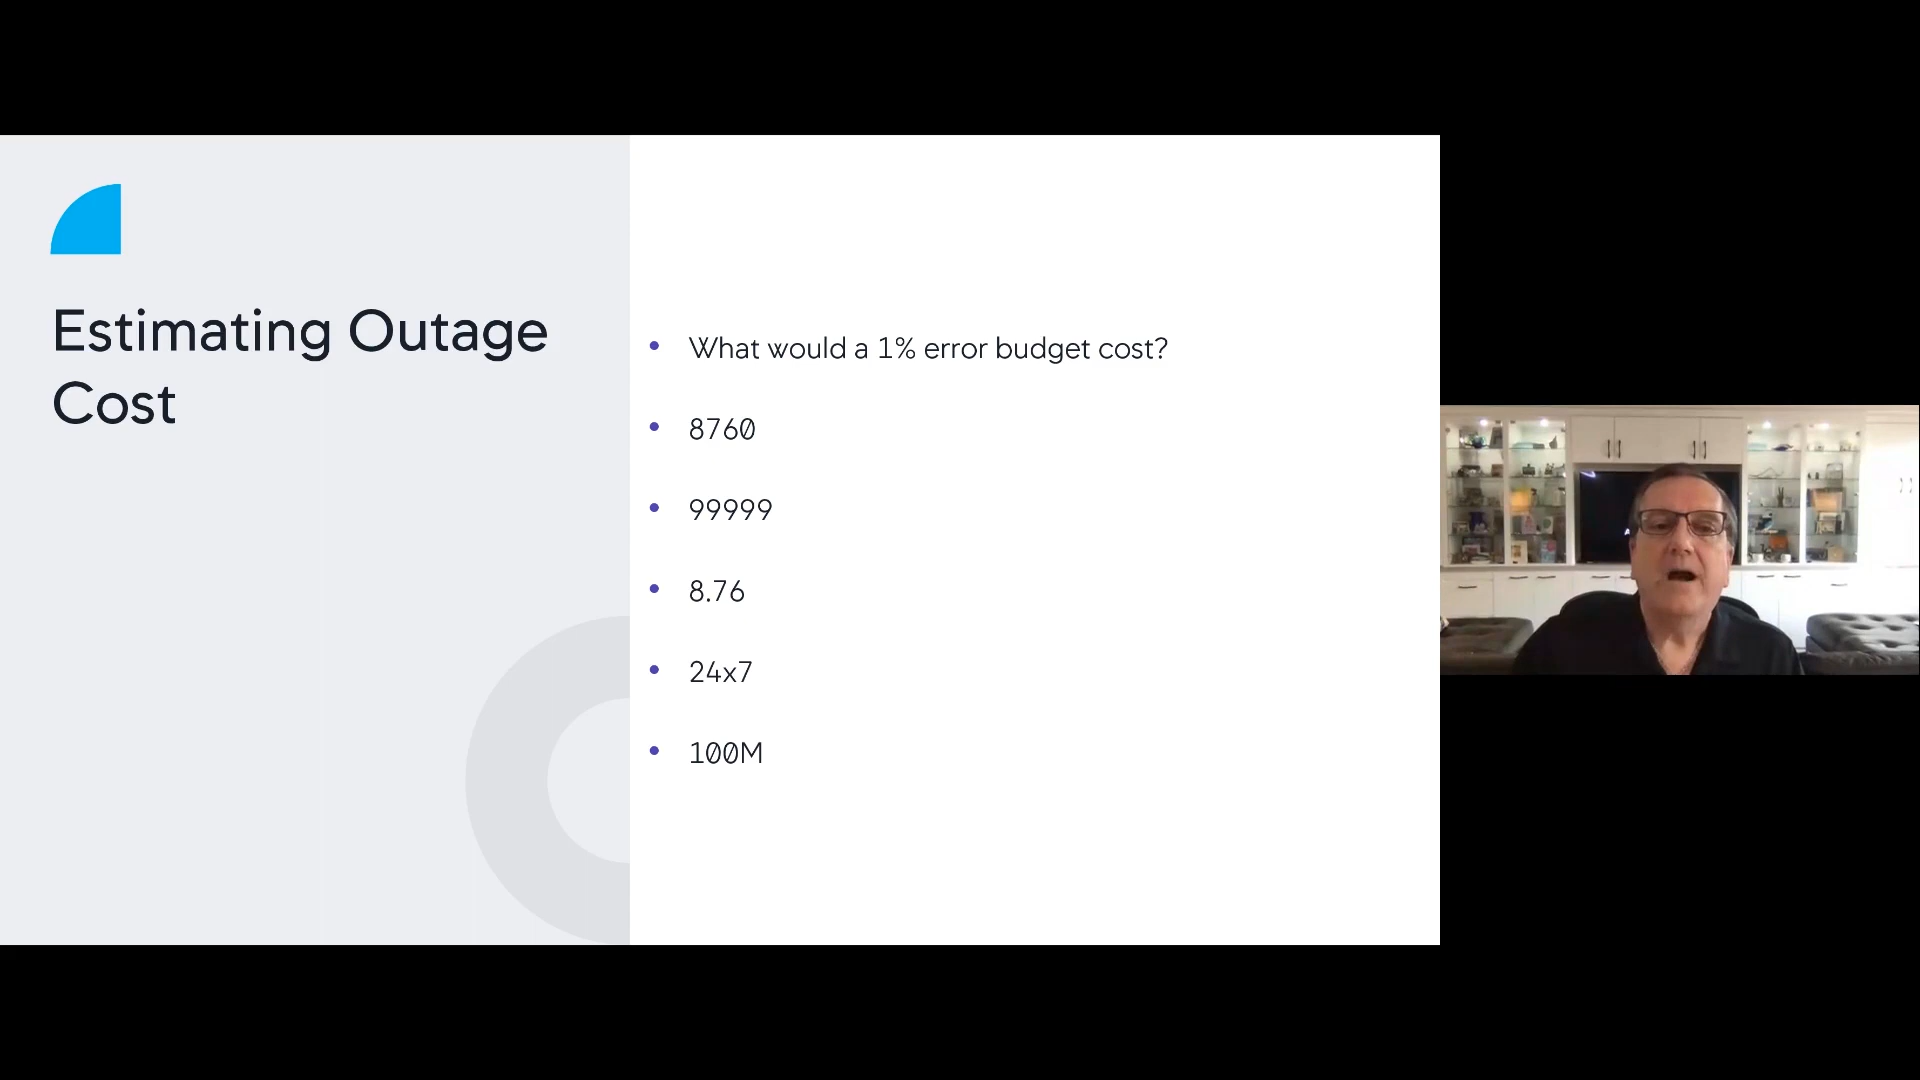 Estimating Outage
Cost
• What would a 1% error budget cost?
• 8760
• 99999
• 8.76
• 24x7
• 100M